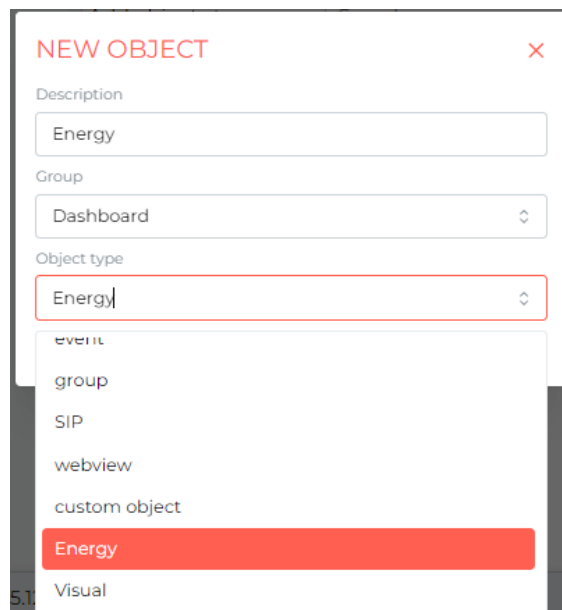 NEW OBJECT
Description
Energy
Group
Dashboard
Object type
Energy
event
group
SIP
webview
custom object
Energy
Visual